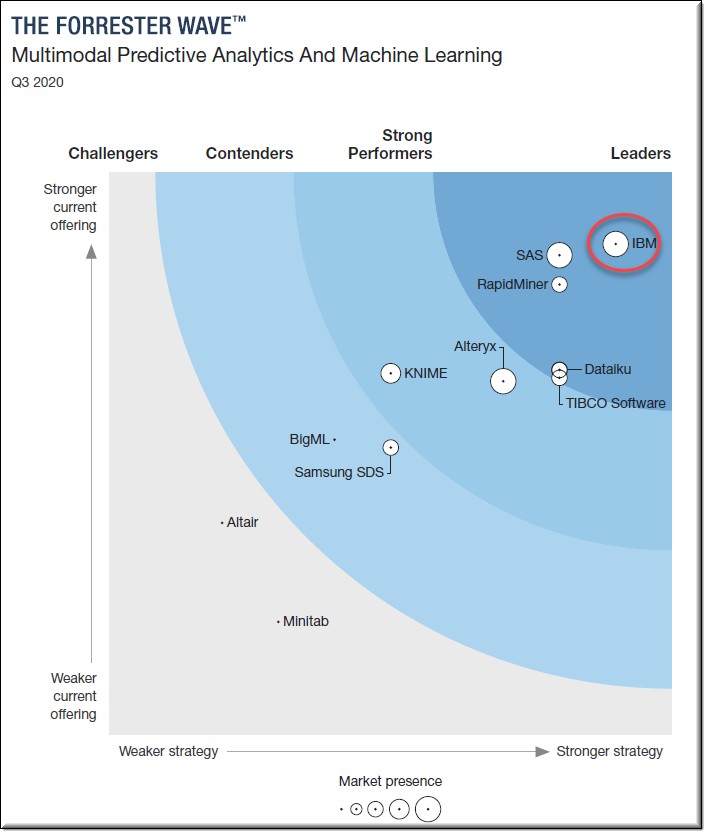 THE FORRESTER WAVE™
Multimodal Predictive Analytics And Machine Learning
Q3 2020
Challengers
Contenders
Strong
Performers
Leaders
Stronger
current
offering
IBM
SAS
RapidMiner
Alteryx
Dataiku
KNIME
TIBCO Software
BigML
Samsung SDS
Altair
Minitab
Weaker
current
offering
Weaker strategy
Stronger strategy
Market presence